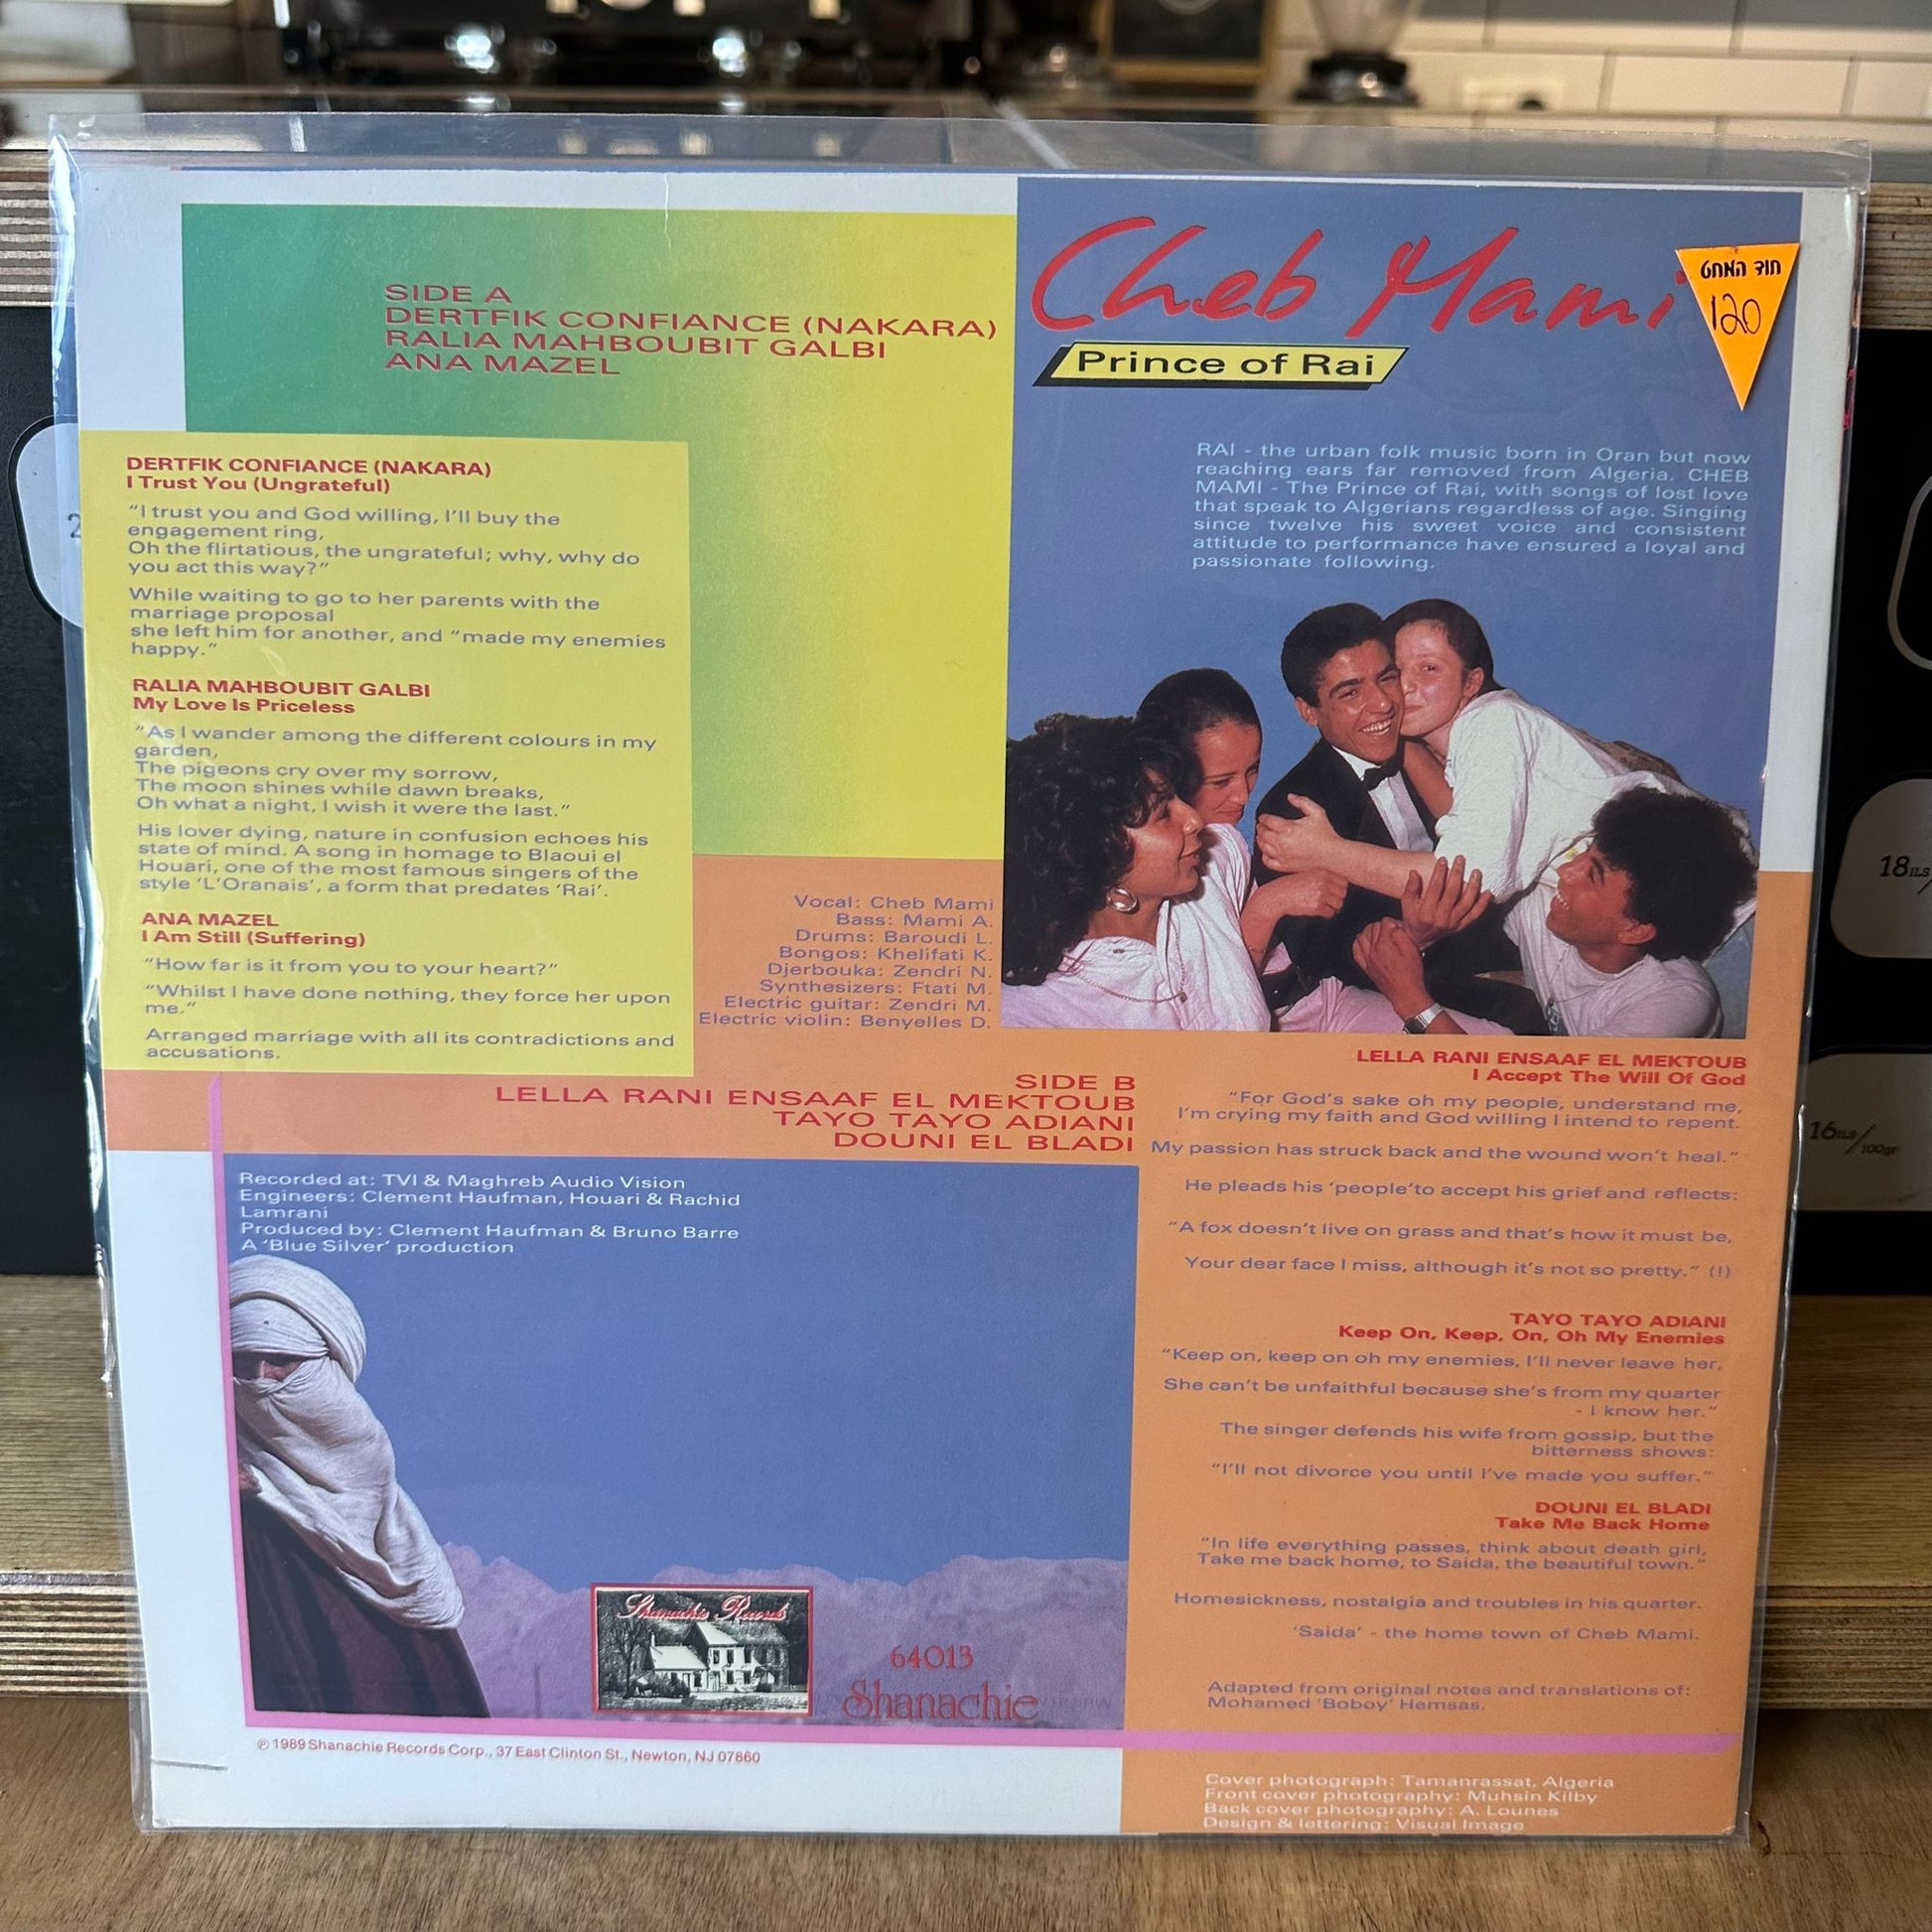 SIDE A
DERTFIK CONFIANCE (NAKARA)
RALIA MAHBOUBIT GALBI
ANA MAZEL
Cheb Mami
Prince of Rai
חוד המחט
120
RAI - the urban folk music born in Oran but now
reaching ears far removed from Algeria. CHEB
MAMI - The Prince of Rai, with songs of lost love
that speak to Algerians regardless of age. Singing
since twelve his sweet voice and consistent
attitude to performance have ensured a loyal and
passionate following.
DERTFIK CONFIANCE (NAKARA)
I Trust You (Ungrateful)
“I trust you and God willing, I’ll buy the
engagement ring,
Oh the flirtatious, the ungrateful; why, why do
you act this way?”
While waiting to go to her parents with the
marriage proposal
she left him for another, and “made my enemies
happy.”
RALIA MAHBOUBIT GALBI
My Love Is Priceless
“As I wander among the different colours in my
garden,
The pigeons cry over my sorrow,
The moon shines while dawn breaks,
Oh what a night, I wish it were the last.”
His lover dying, nature in confusion echoes his
state of mind. A song in homage to Blaoui el
Houari, one of the most famous singers of the
style ‘L’Oranais’, a form that predates ‘Rai’.
ANA MAZEL
I Am Still (Suffering)
“How far is it from you to your heart?”
“Whilst I have done nothing, they force her upon
me.”
Arranged marriage with all its contradictions and
accusations.
Vocal: Cheb Mami
Bass: Mami A.
Drums: Baroudi L.
Bongos: Khelifati K.
Djerbouka: Zendri N.
Synthesizers: Ftati M.
Electric guitar: Zendri M.
Electric violin: Benyelles D.
SIDE B
LELLA RANI ENSAAF EL MEKTOUB
TAYO TAYO ADIANI
DOUNI EL BLADI
LELLA RANI ENSAAF EL MEKTOUB
I Accept The Will Of God
“For God’s sake oh my people, understand me,
I’m crying my faith and God willing I intend to repent.
My passion has struck back and the wound won’t heal.”
He pleads his ‘people’to accept his grief and reflects:
“A fox doesn’t live on grass and that’s how it must be,
Your dear face I miss, although it’s not so pretty.” (!)
TAYO TAYO ADIANI
Keep On, Keep, On, Oh My Enemies
“Keep on, keep on oh my enemies, I’ll never leave her,
She can’t be unfaithful because she’s from my quarter
- I know her.”
The singer defends his wife from gossip, but the
bitterness shows:
“I’ll not divorce you until I’ve made you suffer.”
DOUNI EL BLADI
Take Me Back Home
“In life everything passes, think about death girl,
Take me back home, to Saida, the beautiful town.”
Homesickness, nostalgia and troubles in his quarter.
‘Saida’ - the home town of Cheb Mami.
Adapted from original notes and translations of:
Mohamed ‘Boboy’ Hemsas.
Recorded at: TVI & Maghreb Audio Vision
Engineers: Clement Haufman, Houari & Rachid
Lamrani
Produced by: Clement Haufman & Bruno Barre
A ‘Blue Silver’ production
Shanachie Records
64013
Shanachie
℗ 1989 Shanachie Records Corp., 37 East Clinton St., Newton, NJ 07860
Cover photograph: Tamanrassat, Algeria
Front cover photography: Muhsin Kilby
Back cover photography: A. Lounes
Design & lettering: Visual Image
2
18ILS/
16ILS/100gr